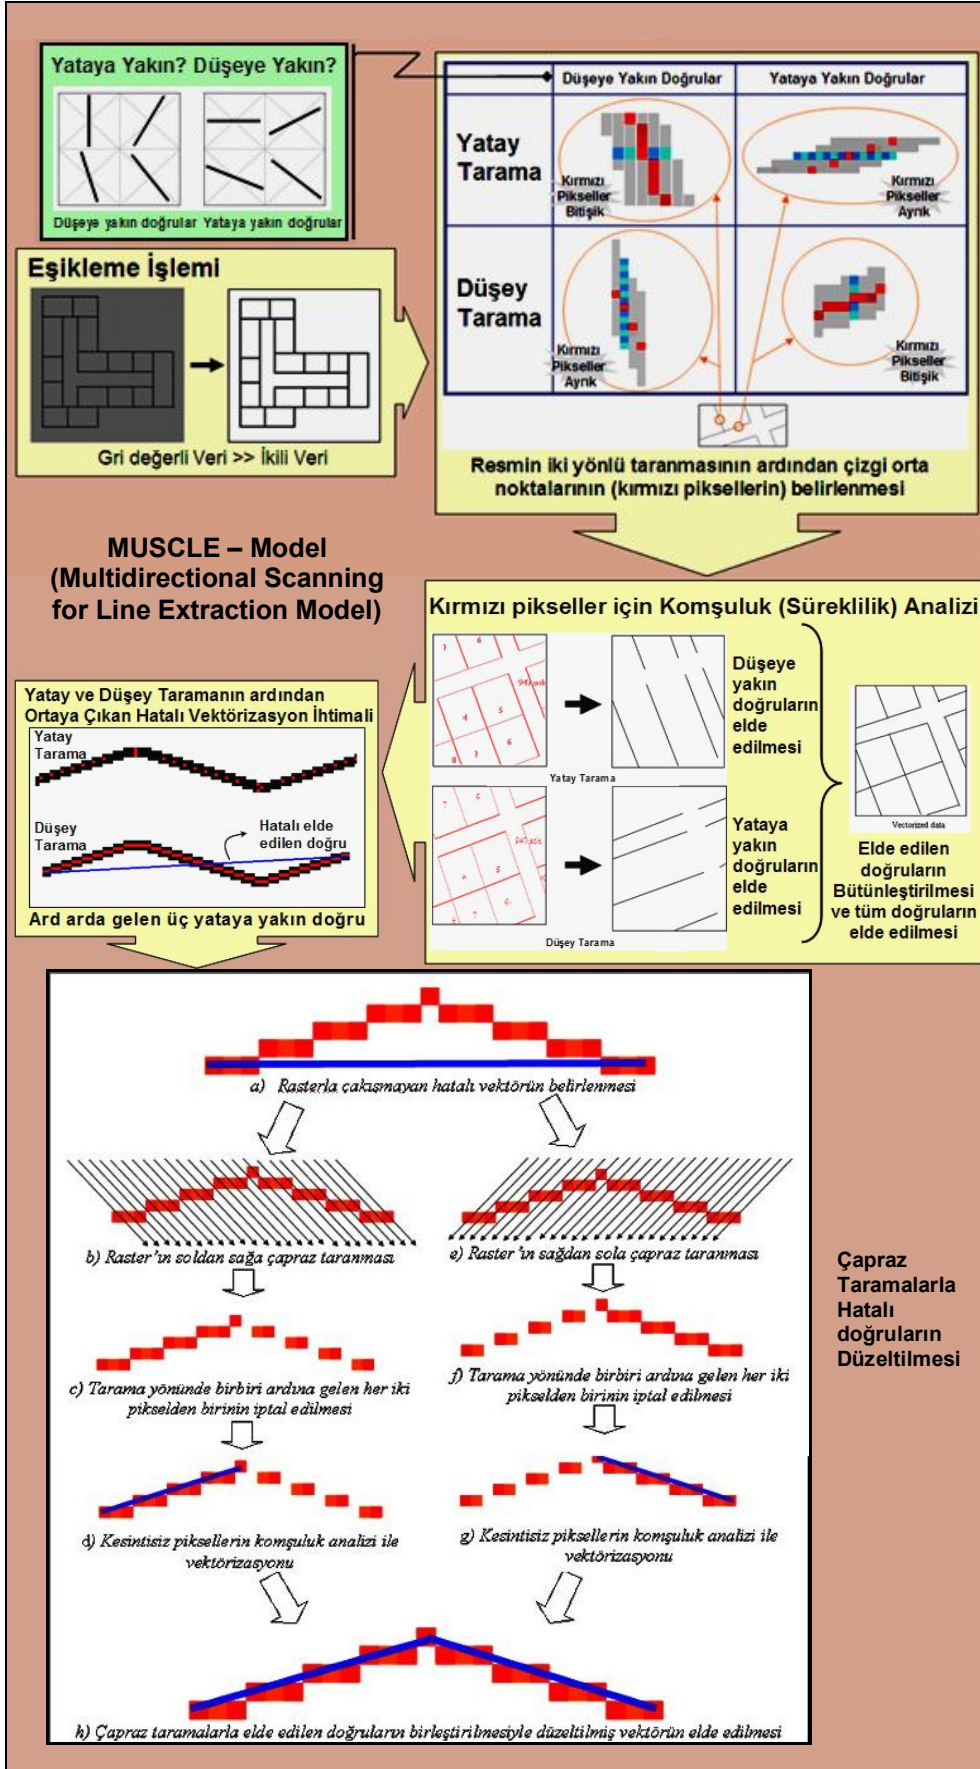 Yataya Yakın? Düşeye Yakın?
Düşeye yakın doğrular
Yataya yakın doğrular
Düşeye Yakın Doğrular
Yataya Yakın Doğrular
Yatay
Tarama
Kırmızı
Pikseller
Bitişik
Kırmızı
Pikseller
Ayrık
Düşey
Tarama
Kırmızı
Pikseller
Ayrık
Kırmızı
Pikseller
Bitişik
Resmin iki yönlü taranmasının ardından çizgi orta
noktalarının (kırmızı piksellerin) belirlenmesi
Eşikleme İşlemi
Gri değerli Veri >> İkili Veri
MUSCLE – Model
(Multidirectional Scanning
for Line Extraction Model)
Kırmızı pikseller için Komşuluk (Süreklilik) Analizi
Düşeye
yakın
doğruların
elde
edilmesi
Yatay Tarama
Yataya
yakın
doğruların
elde
edilmesi
Düşey Tarama
Vectorized data
Elde edilen
doğruların
Bütünleştirilmesi
ve tüm doğruların
elde edilmesi
Yatay ve Düşey Taramanın ardından
Ortaya Çıkan Hatalı Vektörizasyon İhtimali
Yatay
Tarama
Düşey
Tarama
Hatalı elde
edilen doğru
Ard arda gelen üç yataya yakın doğru
a) Rasterla çakışmayan hatalı vektörün belirlenmesi
b) Raster'ın soldan sağa çapraz taranması
e) Raster'ın sağdan sola çapraz taranması
c) Tarama yönünde birbiri ardına gelen her iki
pikselden birinin iptal edilmesi
f) Tarama yönünde birbiri ardına gelen her iki
pikselden birinin iptal edilmesi
d) Kesintisiz piksellerin komşuluk analizi ile
vektörizasyonu
g) Kesintisiz piksellerin komşuluk analizi ile
vektörizasyonu
h) Çapraz taramalarla elde edilen doğruların birleştirilmesiyle düzeltilmiş vektörün elde edilmesi
Çapraz
Taramalarla
Hatalı
doğruların
Düzeltilmesi